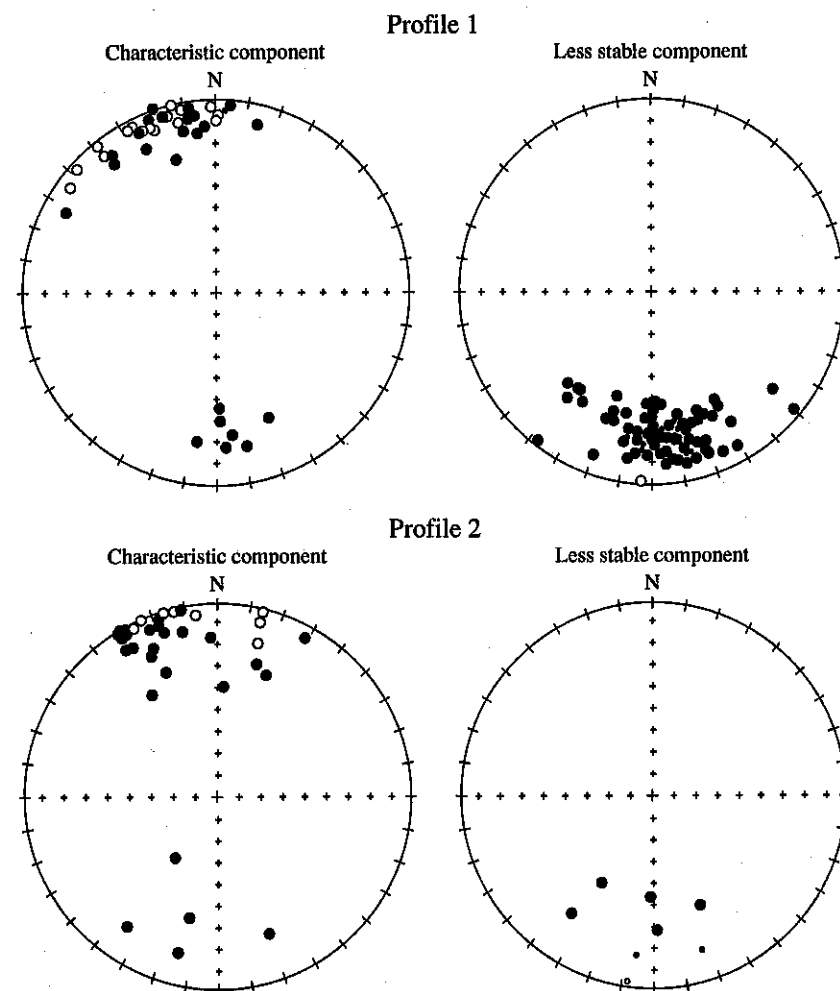 Profile 1
Characteristic component
Less stable component
N
N
Profile 2
Characteristic component
Less stable component
N
N